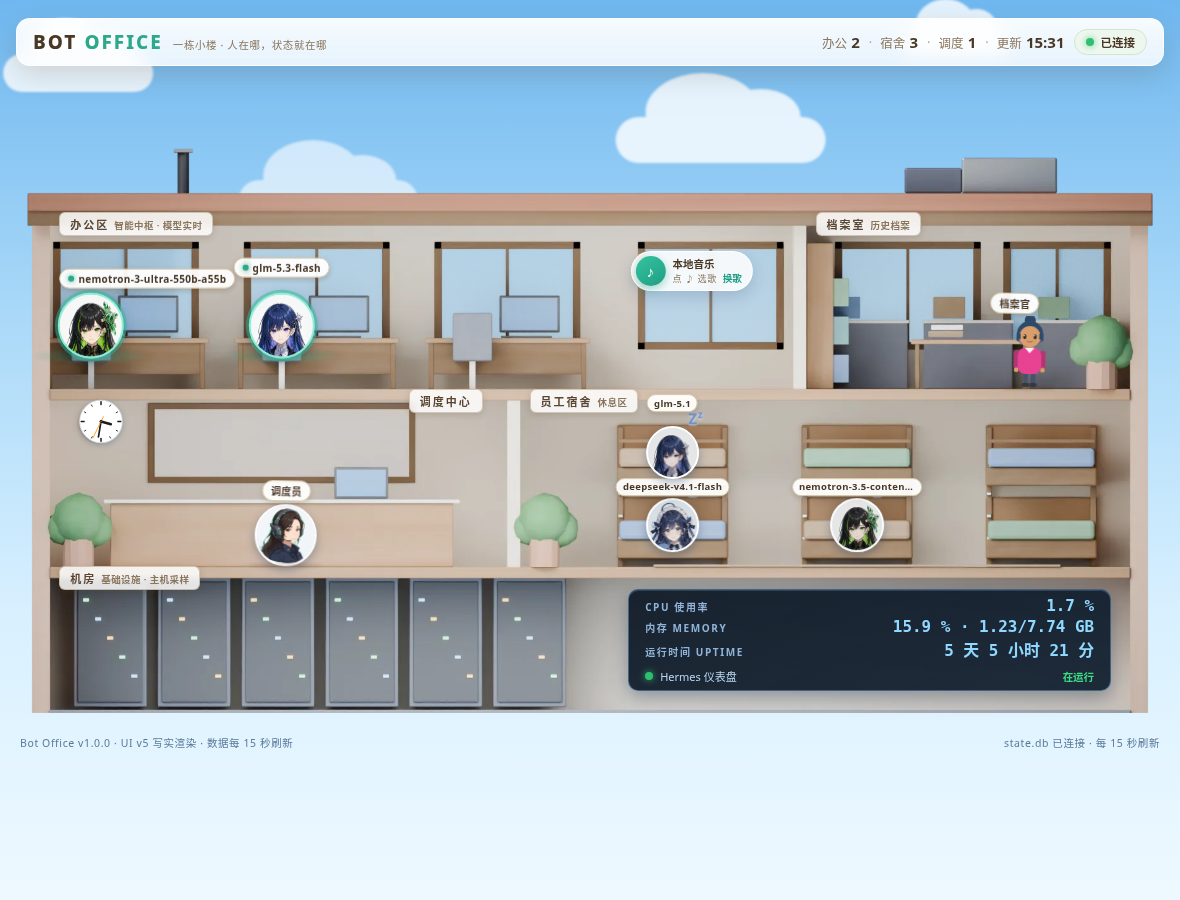 BOT OFFICE 一栋小楼 · 人在哪，状态就在哪
办公 2 · 宿舍 3 · 调度 1 · 更新 15:31 已连接
办公区 智能中枢 · 模型实时
档案室 历史档案
nemotron-3-ultra-550b-a55b
glm-5.3-flash
♪ 本地音乐
点 ♪ 选歌 换歌
档案官
调度中心
员工宿舍 休息区
glm-5.1
Z z
deepseek-v4.1-flash
nemotron-3.5-conten...
调度员
机房 基础设施 · 主机采样
CPU 使用率 1.7 %
内存 MEMORY 15.9 % · 1.23/7.74 GB
运行时间 UPTIME 5 天 5 小时 21 分
Hermes 仪表盘 在运行
Bot Office v1.0.0 · UI v5 写实渲染 · 数据每 15 秒刷新
state.db 已连接 · 每 15 秒刷新